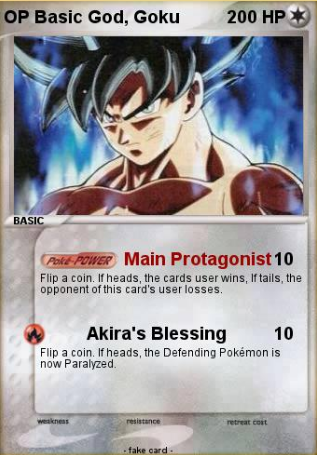 OP Basic God, Goku 200 HP
BASIC
Poké-POWER Main Protagonist 10
Flip a coin. If heads, the cards user wins, If tails, the
opponent of this card's user losses.
Akira's Blessing 10
Flip a coin. If heads, the Defending Pokémon is
now Paralyzed.
weakness resistance retreat cost
- fake card -